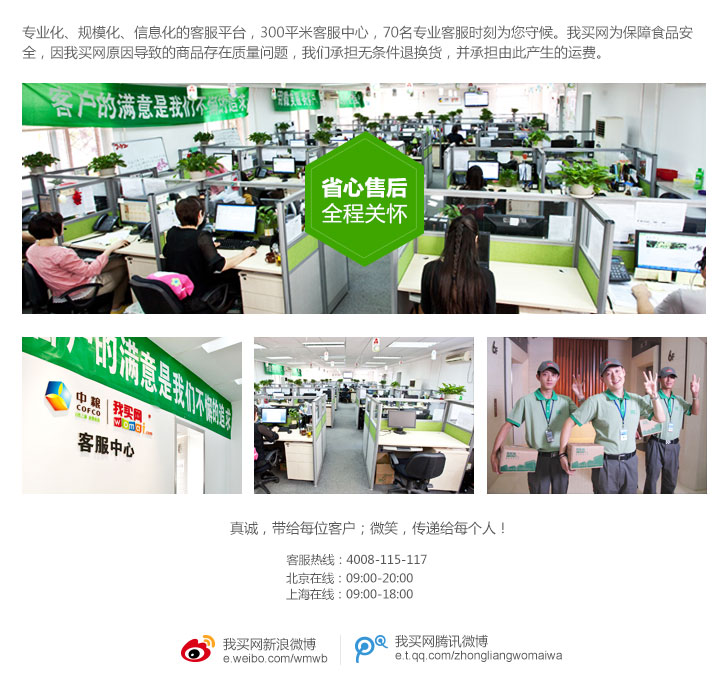 专业化、规模化、信息化的客服平台，300平米客服中心，70名专业客服时刻为您守候。我买网为保障食品安
全，因我买网原因导致的商品存在质量问题，我们承担无条件退换货，并承担由此产生的运费。
客户的满意是我们不懈的追求
省心售后
全程关怀
客户的满意是我们不懈的追求
中粮
COFCO
我买网
womai.com
客服中心
真诚，带给每位客户；微笑，传递给每个人！
客服热线：4008-115-117
北京在线：09:00-20:00
上海在线：09:00-18:00
我买网新浪微博
e.weibo.com/wmwb
我买网腾讯微博
e.t.qq.com/zhongliangwomaiwa